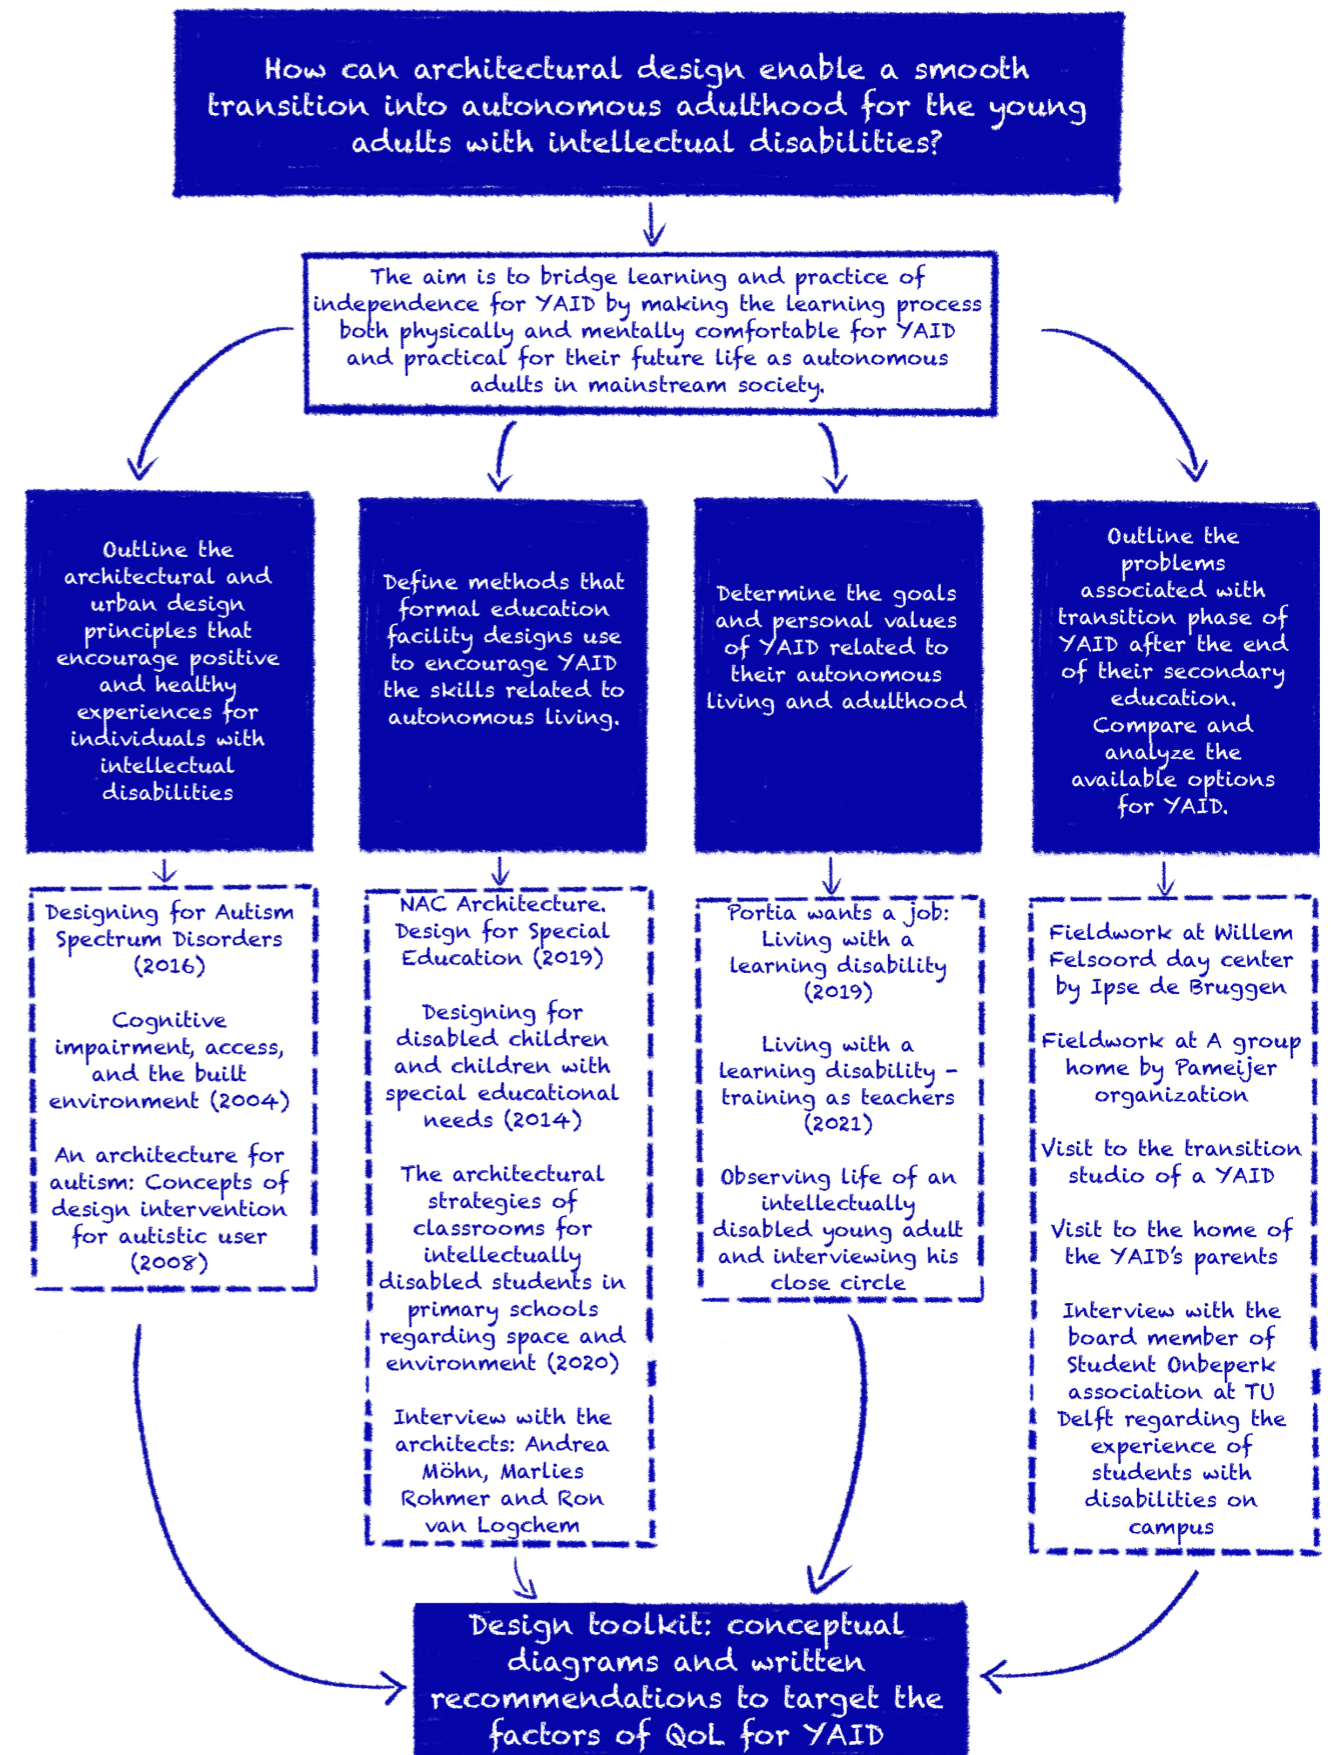 How can architectural design enable a smooth
transition into autonomous adulthood for the young
adults with intellectual disabilities?
The aim is to bridge learning and practice of
independence for YAID by making the learning process
both physically and mentally comfortable for YAID
and practical for their future life as autonomous
adults in mainstream society.
Outline the
architectural and
urban design
principles that
encourage positive
and healthy
experiences for
individuals with
intellectual
disabilities
Define methods that
formal education
facility designs use
to encourage YAID
the skills related to
autonomous living.
Determine the goals
and personal values
of YAID related to
their autonomous
living and adulthood
Outline the
problems
associated with
transition phase of
YAID after the end
of their secondary
education.
Compare and
analyze the
available options
for YAID.
Designing for Autism
Spectrum Disorders
(2016)
Cognitive
impairment, access,
and the built
environment (2004)
An architecture for
autism: Concepts of
design intervention
for autistic user
(2008)
NAC Architecture.
Design for Special
Education (2019)
Designing for
disabled children
and children with
special educational
needs (2014)
The architectural
strategies of
classrooms for
intellectually
disabled students in
primary schools
regarding space and
environment (2020)
Interview with the
architects: Andrea
Möhn, Marlies
Rohmer and Ron
van Logchem
Portia wants a job:
Living with a
learning disability
(2019)
Living with a
learning disability -
training as teachers
(2021)
Observing life of an
intellectually
disabled young adult
and interviewing his
close circle
Fieldwork at Willem
Felsoord day center
by Ipse de Bruggen
Fieldwork at A group
home by Pameijer
organization
Visit to the transition
studio of a YAID
Visit to the home of
the YAID's parents
Interview with the
board member of
Student Onbeperk
association at TU
Delft regarding the
experience of
students with
disabilities on
campus
Design toolkit: conceptual
diagrams and written
recommendations to target the
factors of QoL for YAID